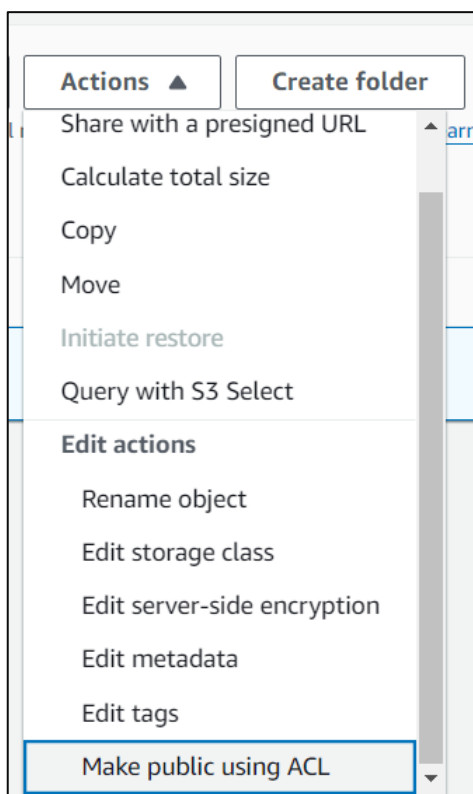 Actions ▲ Create folder
Share with a presigned URL
Calculate total size
Copy
Move
Initiate restore
Query with S3 Select
Edit actions
Rename object
Edit storage class
Edit server-side encryption
Edit metadata
Edit tags
Make public using ACL